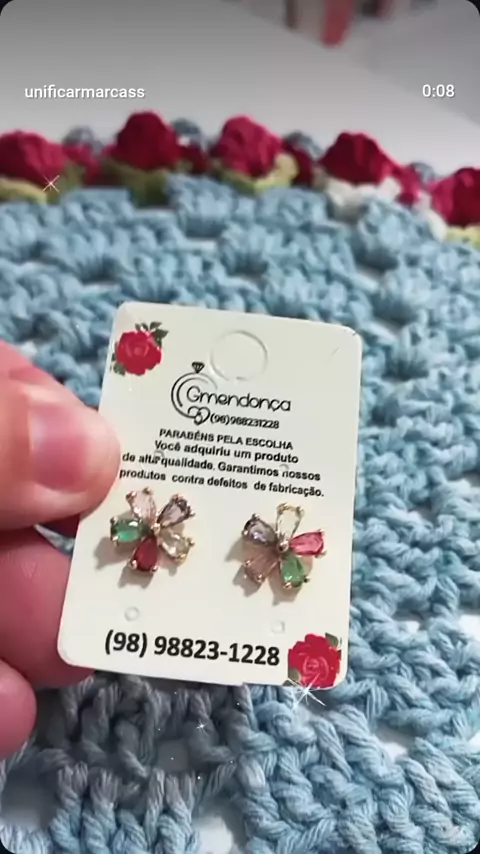 unificarmarcass
0:08
Gmendonça
(98)988231228
PARABÉNS PELA ESCOLHA
Você adquiriu um produto
de alta qualidade. Garantimos nossos
produtos contra defeitos de fabricação.
(98) 98823-1228